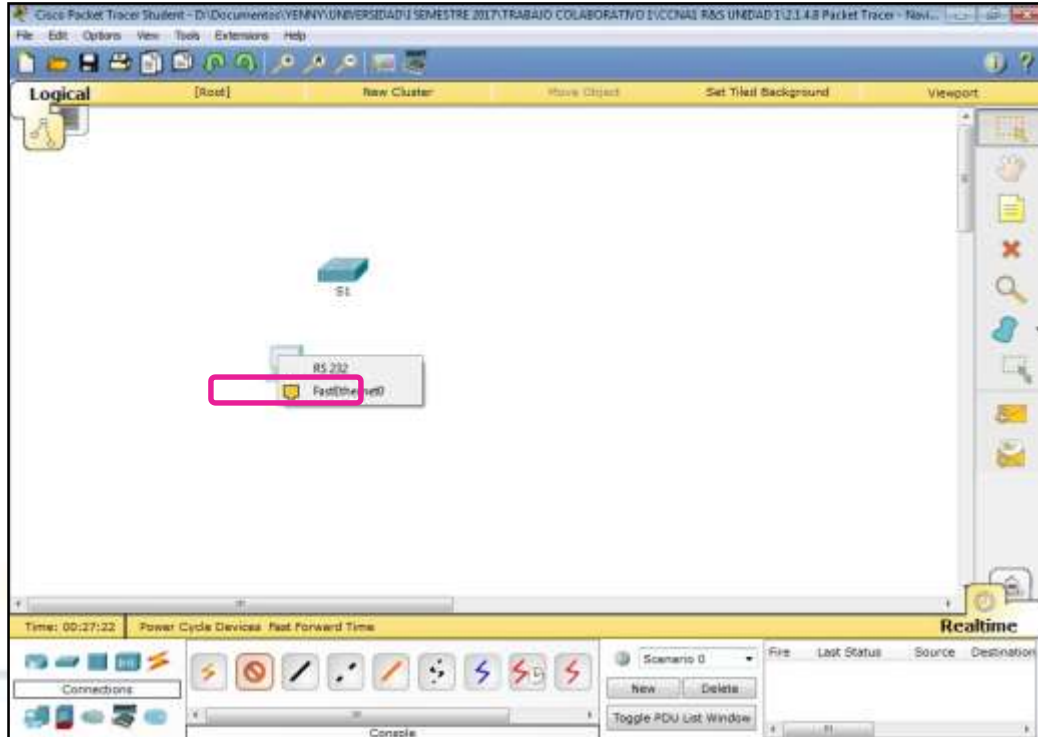 Cisco Packet Tracer Student - D:\Documentos\YENNY\UNIVERSIDAD\I SEMESTRE 2017\TRABAJO COLABORATIVO 1\CCNA1 R&S UNIDAD 1\2.1.4.8 Packet Tracer - Navi...
File Edit Options View Tools Extensions Help
Logical [Root] New Cluster Move Object Set Tiled Background Viewport
S1
RS 232
FastEthernet0
Time: 00:27:22 Power Cycle Devices Fast Forward Time Realtime
Scenario 0 Fire Last Status Source Destination
Connections New Delete
Toggle PDU List Window
Console